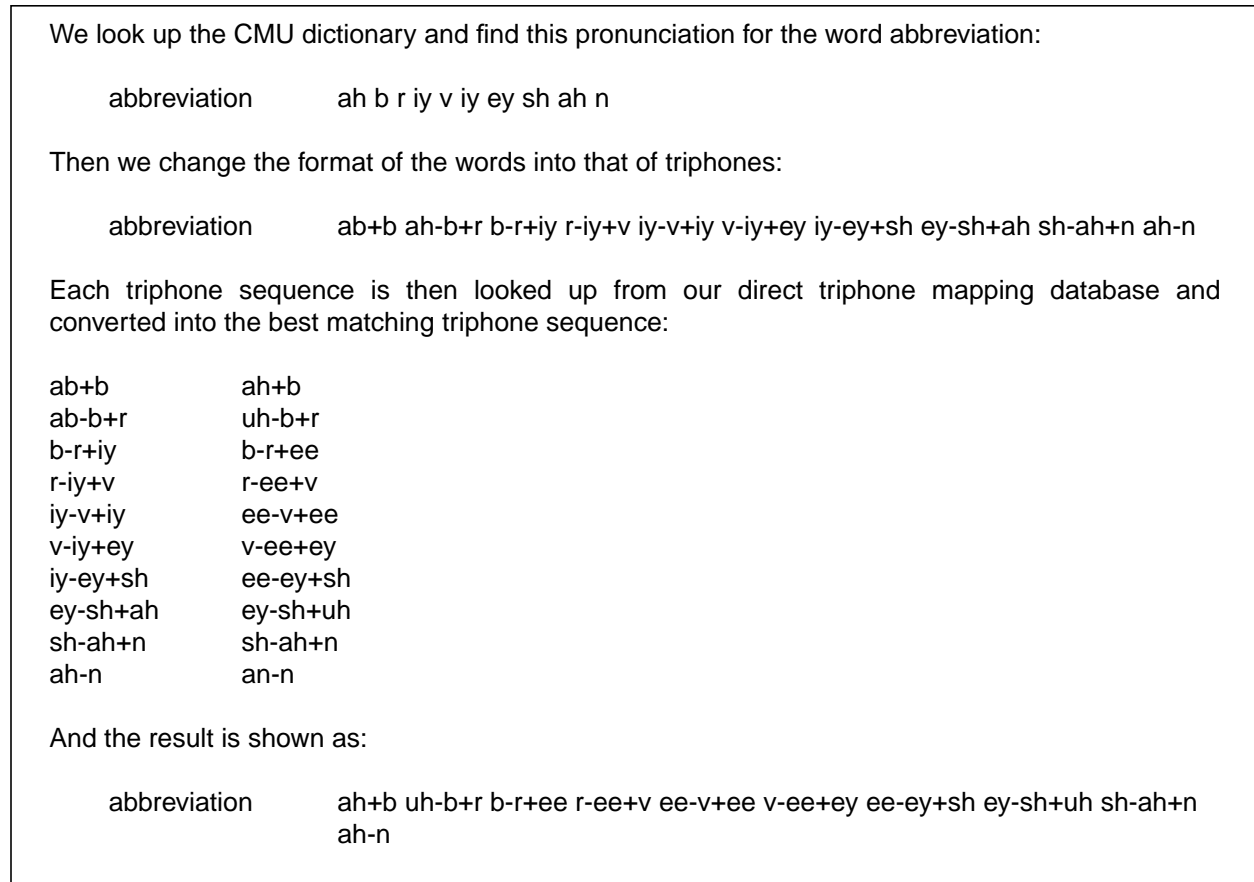 We look up the CMU dictionary and find this pronunciation for the word abbreviation:
abbreviation ah b r iy v iy ey sh ah n
Then we change the format of the words into that of triphones:
abbreviation ab+b ah-b+r b-r+iy r-iy+v iy-v+iy v-iy+ey iy-ey+sh ey-sh+ah sh-ah+n ah-n
Each triphone sequence is then looked up from our direct triphone mapping database and
converted into the best matching triphone sequence:
ab+b ah+b
ab-b+r uh-b+r
b-r+iy b-r+ee
r-iy+v r-ee+v
iy-v+iy ee-v+ee
v-iy+ey v-ee+ey
iy-ey+sh ee-ey+sh
ey-sh+ah ey-sh+uh
sh-ah+n sh-ah+n
ah-n an-n
And the result is shown as:
abbreviation ah+b uh-b+r b-r+ee r-ee+v ee-v+ee v-ee+ey ee-ey+sh ey-sh+uh sh-ah+n
ah-n